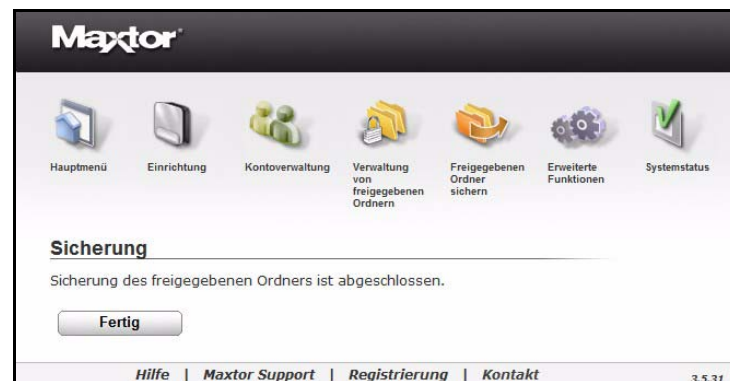 Maxtor
Hauptmenü
Einrichtung
Kontoverwaltung
Verwaltung
von
freigegebenen
Ordnern
Freigegebenen
Ordner
sichern
Erweiterte
Funktionen
Systemstatus
Sicherung
Sicherung des freigegebenen Ordners ist abgeschlossen.
Fertig
Hilfe | Maxtor Support | Registrierung | Kontakt
3.5.31